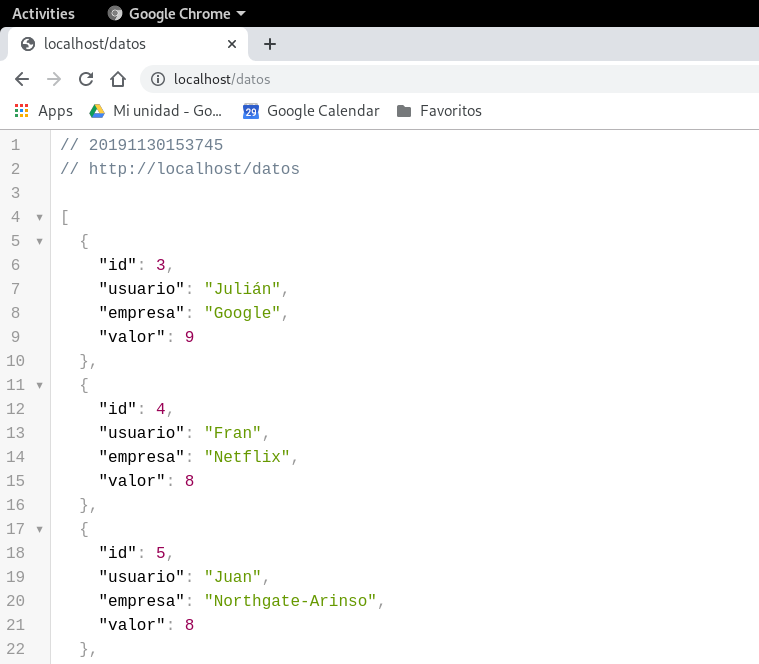 Activities Google Chrome
localhost/datos
localhost/datos
Apps Mi unidad - Go... 29 Google Calendar Favoritos
1 // 20191130153745
2 // http://localhost/datos
3
4 [
5 {
6 "id": 3,
7 "usuario": "Julián",
8 "empresa": "Google",
9 "valor": 9
10 },
11 {
12 "id": 4,
13 "usuario": "Fran",
14 "empresa": "Netflix",
15 "valor": 8
16 },
17 {
18 "id": 5,
19 "usuario": "Juan",
20 "empresa": "Northgate-Arinso",
21 "valor": 8
22 },